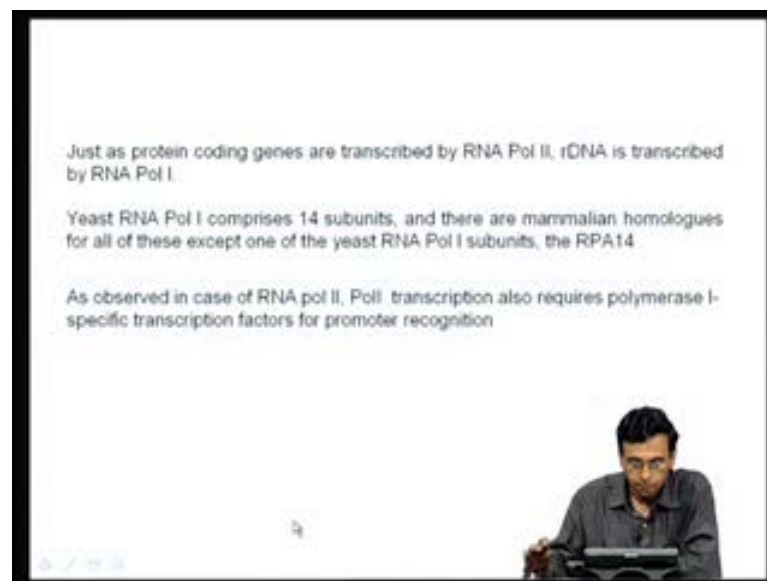 Just as protein coding genes are transcribed by RNA Pol II, rDNA is transcribed
by RNA Pol I.
Yeast RNA Pol I comprises 14 subunits, and there are mammalian homologues
for all of these except one of the yeast RNA Pol I subunits, the RPA14
As observed in case of RNA pol II, PolI transcription also requires polymerase I-
specific transcription factors for promoter recognition